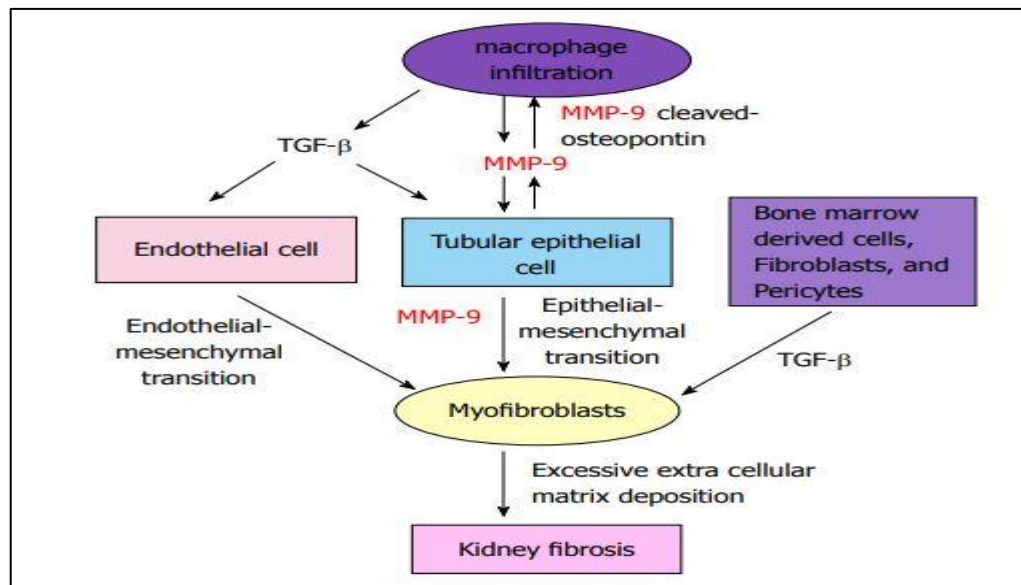 macrophage
infiltration
MMP-9 cleaved-
osteopontin
TGF-β
MMP-9
Endothelial cell
Tubular epithelial
cell
Bone marrow
derived cells,
Fibroblasts, and
Pericytes
Endothelial-
mesenchymal
transition
MMP-9
Epithelial-
mesenchymal
transition
TGF-β
Myofibroblasts
Excessive extra cellular
matrix deposition
Kidney fibrosis